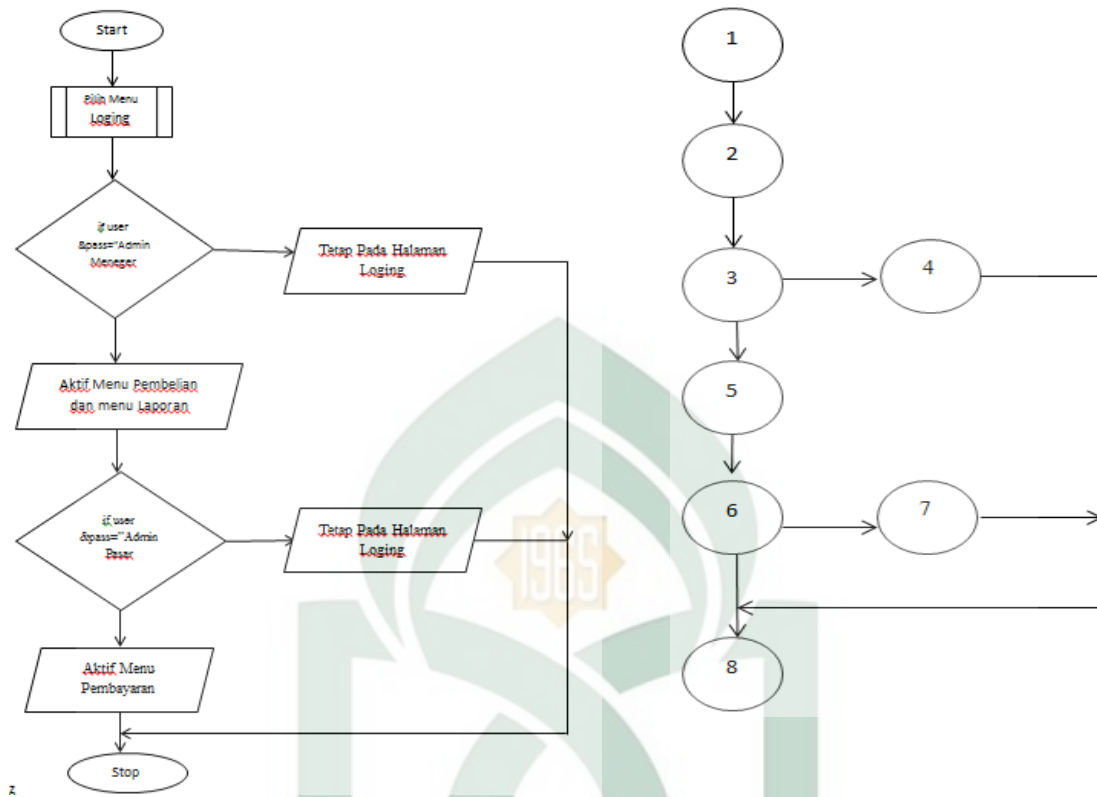 Start
Pilih Menu
Loging
if user
&pass="Admin
Meneger
Tetap Pada Halaman
Loging
Aktif Menu Pembelian
dan menu Laporan
if user
&pass="Admin
Pasar
Tetap Pada Halaman
Loging
Aktif Menu
Pembayaran
Stop
z
1
2
3
4
5
6
7
8
1985